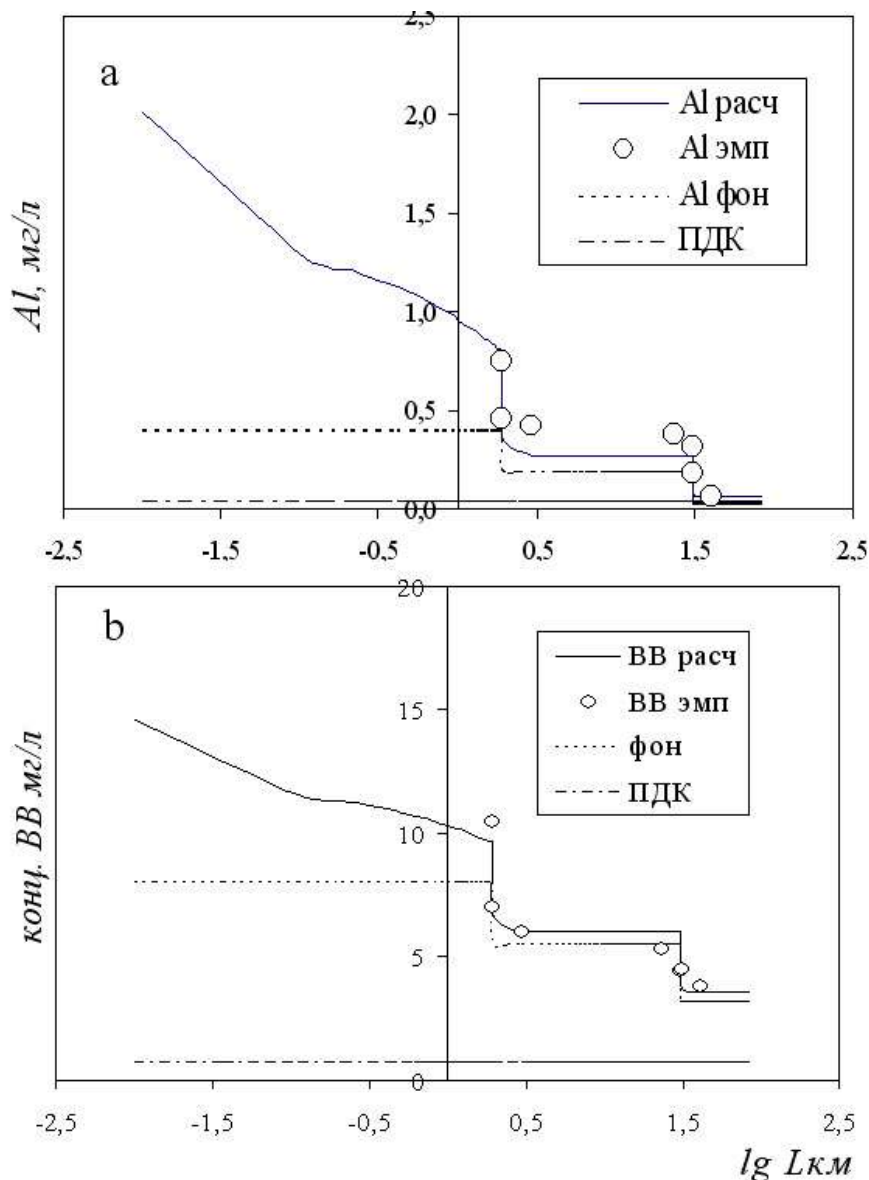 a
2,5
2,0
1,5
1,0
0,5
0,0
Al, мг/л
Al расч
Al эмп
Al фон
ПДК
-2,5
-1,5
-0,5
0,5
1,5
2,5
b
20
15
10
5
0
конц. ВВ мг/л
ВВ расч
ВВ эмп
фон
ПДК
-2,5
-1,5
-0,5
0,5
1,5
2,5
lg Lкм